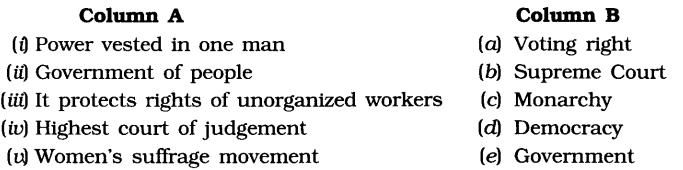 Column A Column B
(i) Power vested in one man (a) Voting right
(ii) Government of people (b) Supreme Court
(iii) It protects rights of unorganized workers (c) Monarchy
(iv) Highest court of judgement (d) Democracy
(v) Women's suffrage movement (e) Government